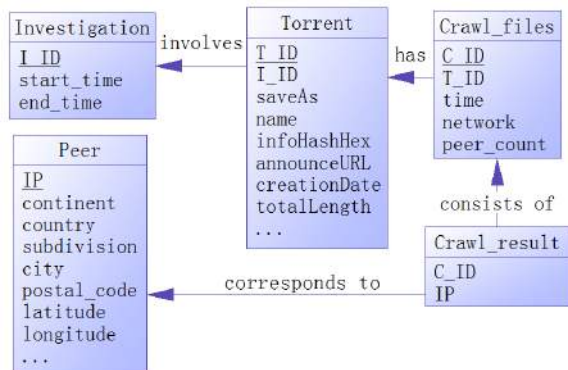 Investigation
I_ID
start_time
end_time
involves
Torrent
T_ID
I_ID
saveAs
name
infoHashHex
announceURL
creationDate
totalLength
...
has
Crawl_files
C_ID
T_ID
time
network
peer_count
consists of
Crawl_result
C_ID
IP
corresponds to
Peer
IP
continent
country
subdivision
city
postal_code
latitude
longitude
...